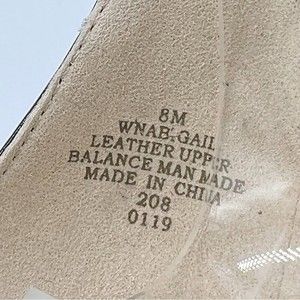 8M
WNAB-GAIL
LEATHER UPPER
BALANCE MAN MADE
MADE IN CHINA
208
0119